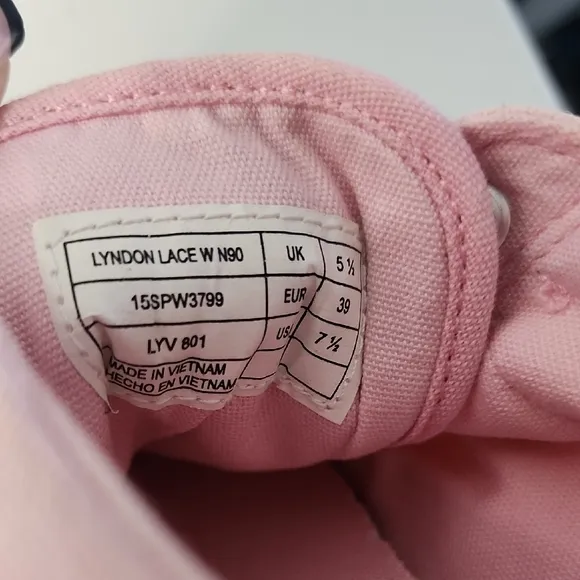 LYNDON LACE W N90 UK 5 ½
15SPW3799 EUR 39
LYV 801 US 7 ½
MADE IN VIETNAM
HECHO EN VIETNAM